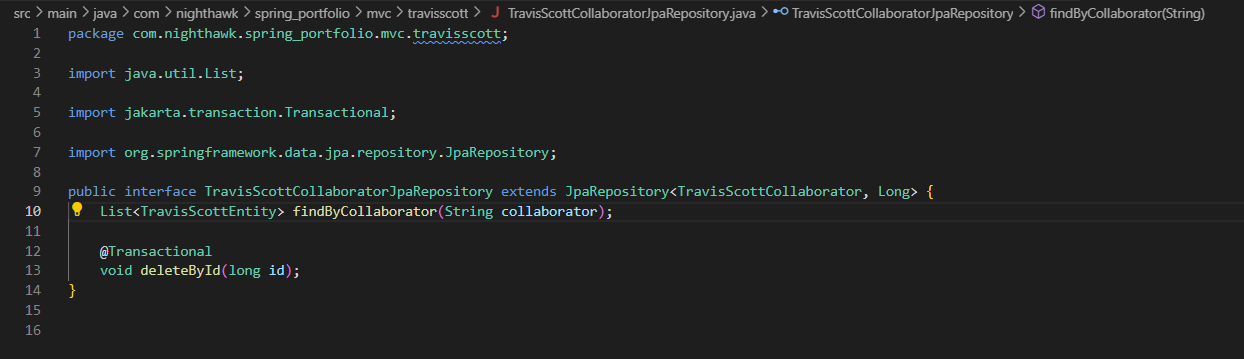 src > main > java > com > nighthawk > spring_portfolio > mvc > travisscott > J TravisScottCollaboratorJpaRepository.java > TravisScottCollaboratorJpaRepository > findByCollaborator(String)
1 package com.nighthawk.spring_portfolio.mvc.travisscott;
2
3 import java.util.List;
4
5 import jakarta.transaction.Transactional;
6
7 import org.springframework.data.jpa.repository.JpaRepository;
8
9 public interface TravisScottCollaboratorJpaRepository extends JpaRepository<TravisScottCollaborator, Long> {
10 List<TravisScottEntity> findByCollaborator(String collaborator);
11
12 @Transactional
13 void deleteById(long id);
14 }
15
16